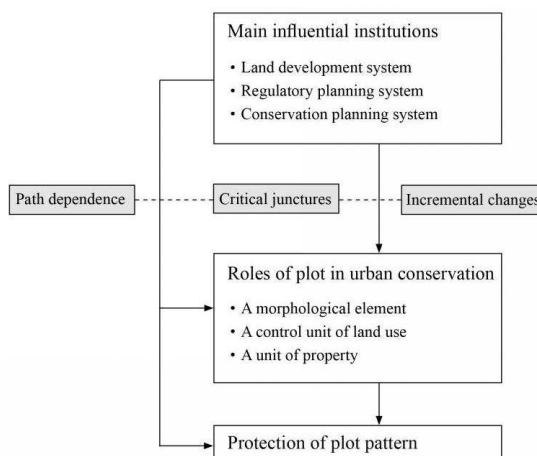 Main influential institutions
• Land development system
• Regulatory planning system
• Conservation planning system
Path dependence
Critical junctures
Incremental changes
Roles of plot in urban conservation
• A morphological element
• A control unit of land use
• A unit of property
Protection of plot pattern